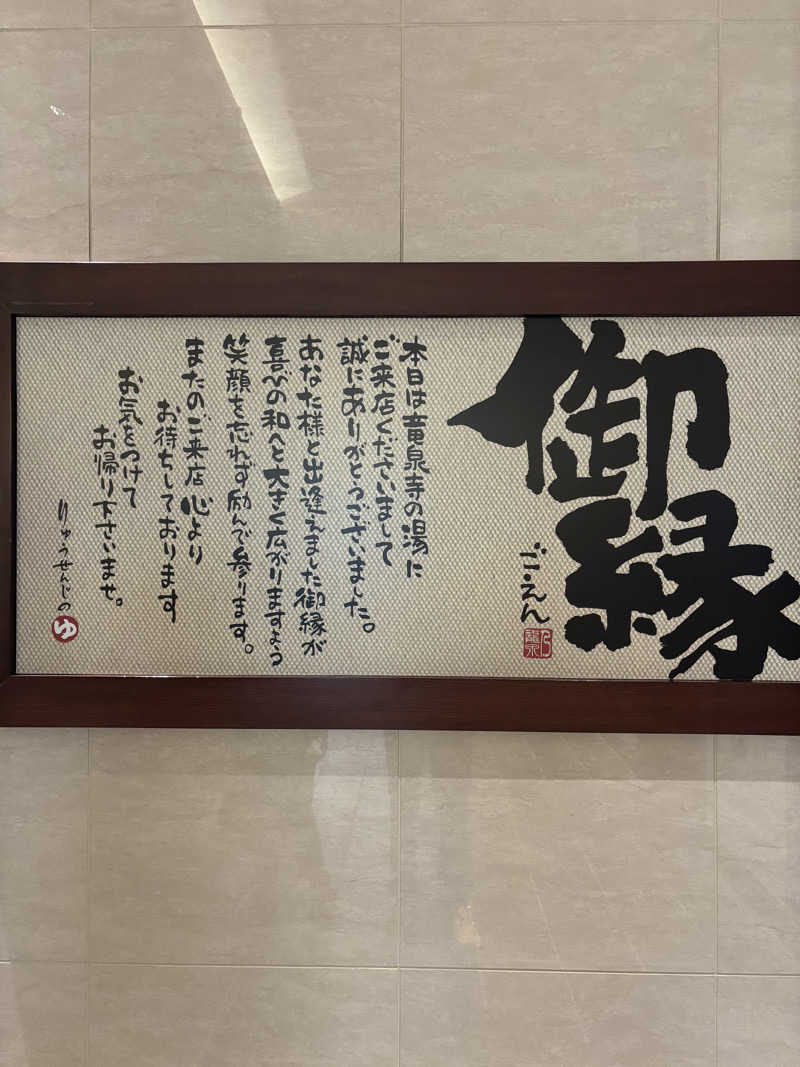 御縁
ご・えん
本日は竜泉寺の湯に
ご来店くださいまして
誠にありがとうございました。
あなた様と出逢えました御縁が
喜びの和へと大きく広がりますよう
笑顔を忘れず励んで参ります。
またのご来店心より
お待ちしております
お気をつけて
お帰り下さいませ。
りゅうせんじの
ゆ